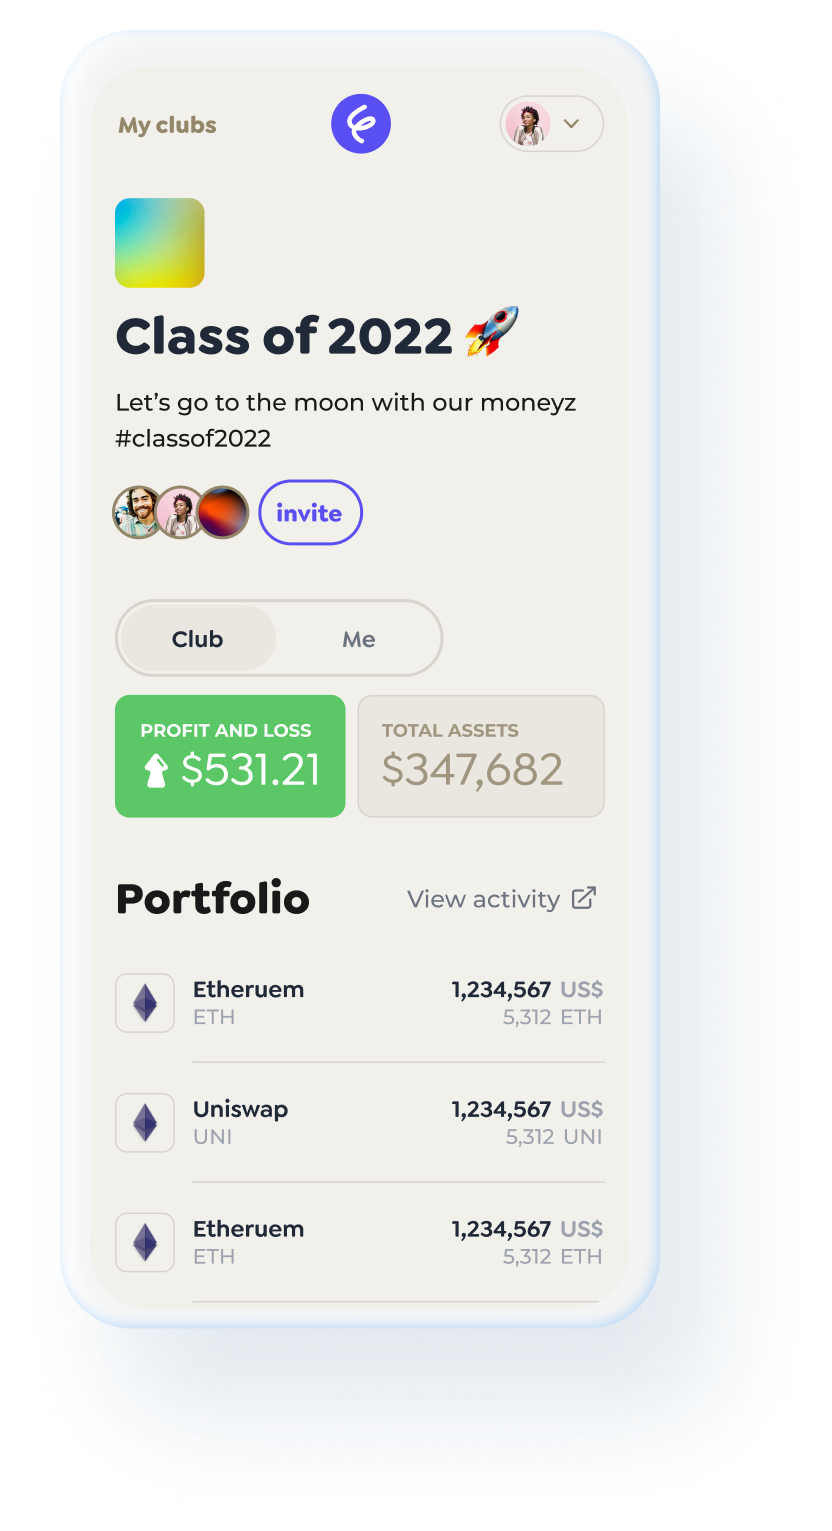 My clubs
Class of 2022 🚀
Let’s go to the moon with our moneyz
#classof2022
invite
Club Me
PROFIT AND LOSS
$531.21
TOTAL ASSETS
$347,682
Portfolio View activity
Etheruem 1,234,567 US$
ETH 5,312 ETH
Uniswap 1,234,567 US$
UNI 5,312 UNI
Etheruem 1,234,567 US$
ETH 5,312 ETH